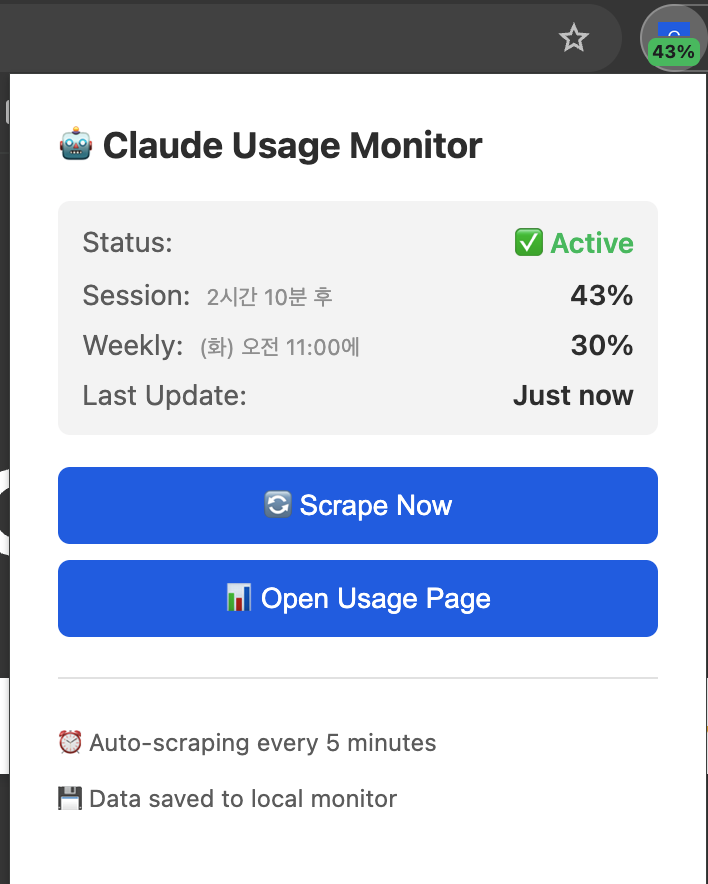 43%
Claude Usage Monitor
Status: Active
Session: 2시간 10분 후 43%
Weekly: (화) 오전 11:00에 30%
Last Update: Just now
Scrape Now
Open Usage Page
Auto-scraping every 5 minutes
Data saved to local monitor